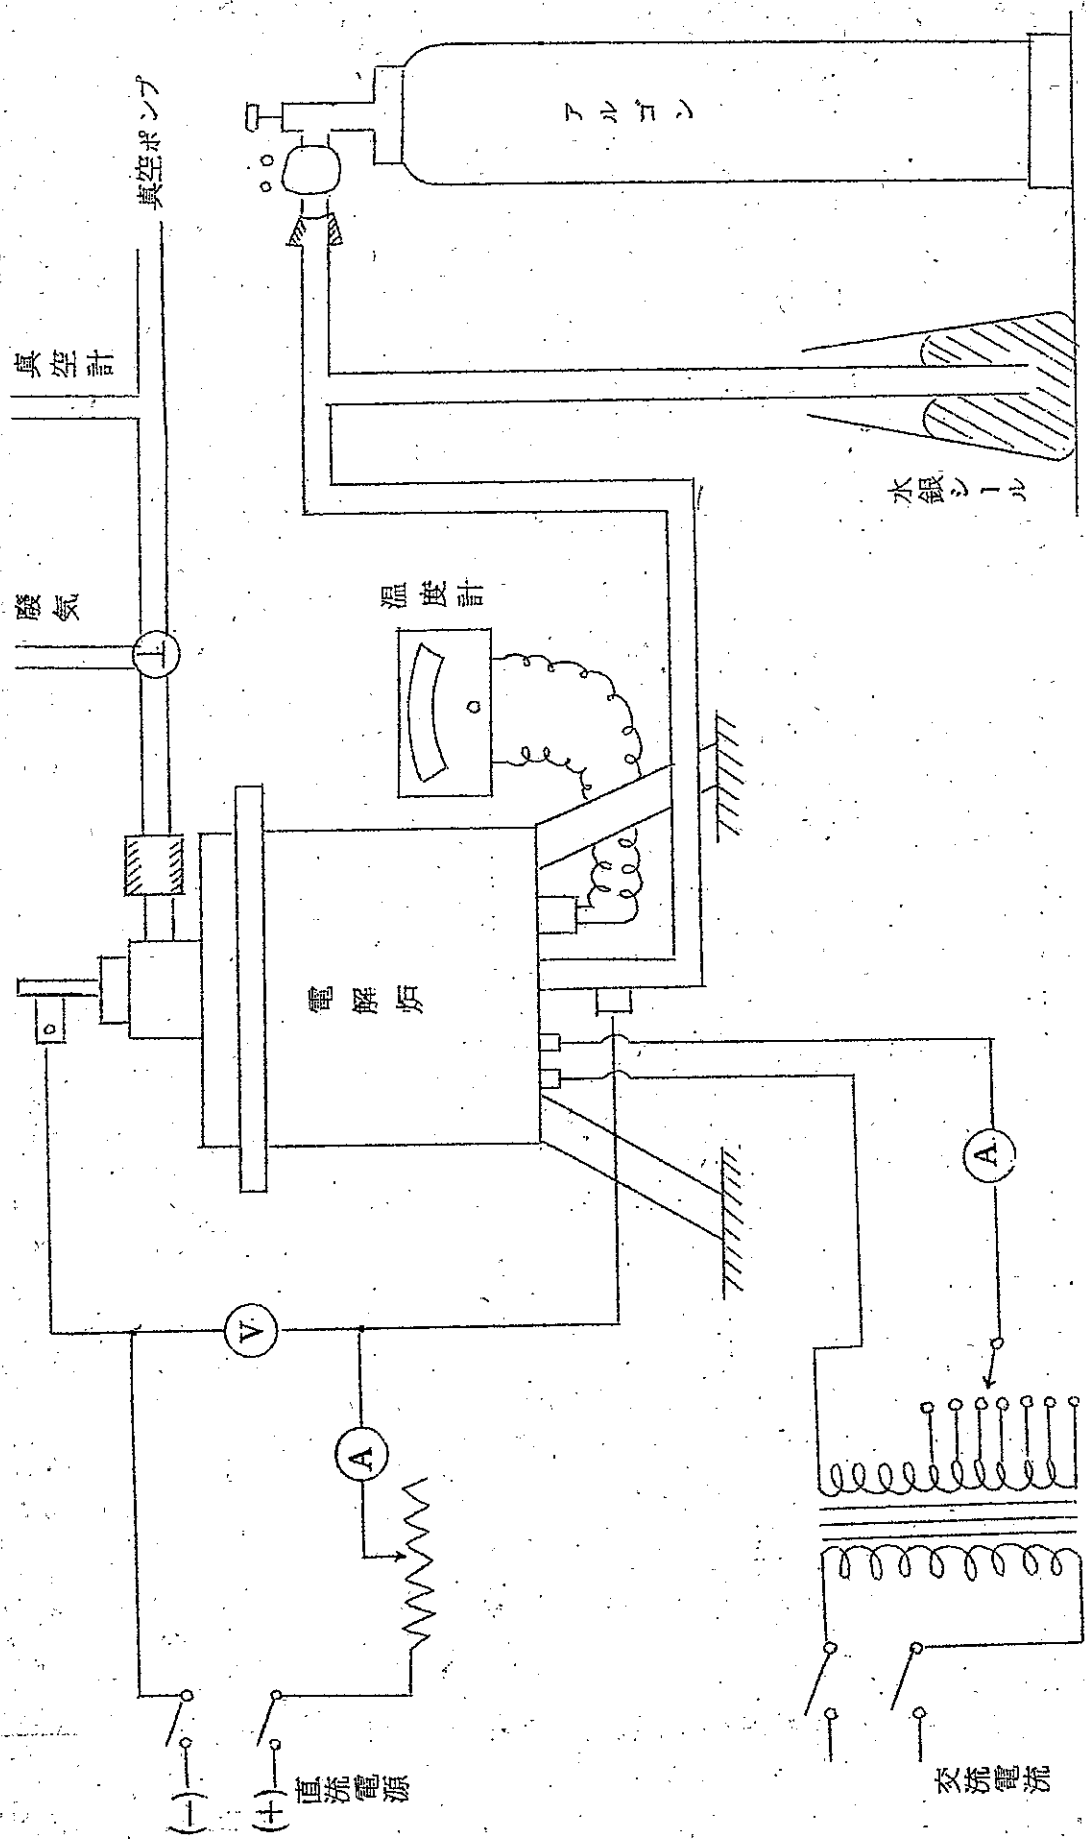 (−)
(+)
直流電源
交流電流
V
A
A
電解炉
温度計
廢気
T
真空計
真空ポンプ
水銀シール
アルゴン